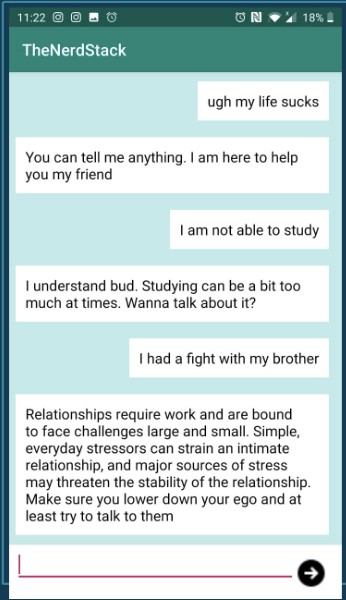 11:22 18%
TheNerdStack
ugh my life sucks
You can tell me anything. I am here to help
you my friend
I am not able to study
I understand bud. Studying can be a bit too
much at times. Wanna talk about it?
I had a fight with my brother
Relationships require work and are bound
to face challenges large and small. Simple,
everyday stressors can strain an intimate
relationship, and major sources of stress
may threaten the stability of the relationship.
Make sure you lower down your ego and at
least try to talk to them